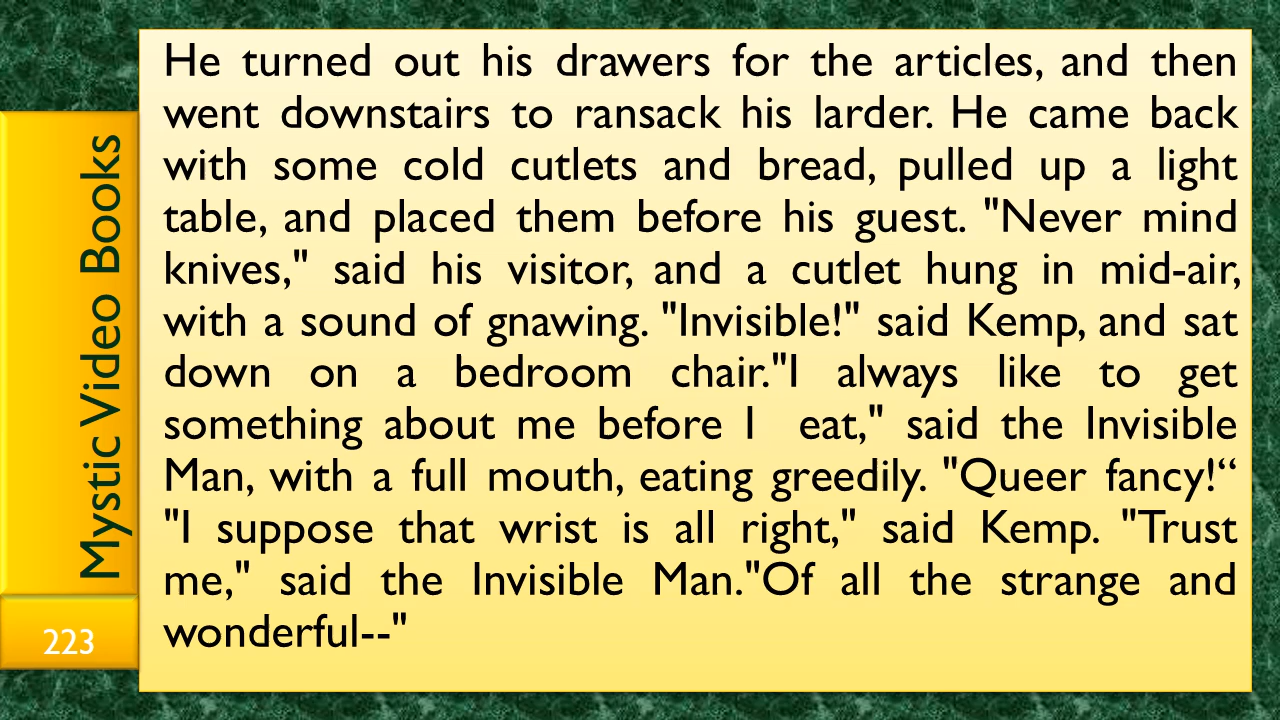 He turned out his drawers for the articles, and then
went downstairs to ransack his larder. He came back
with some cold cutlets and bread, pulled up a light
table, and placed them before his guest. "Never mind
knives," said his visitor, and a cutlet hung in mid-air,
with a sound of gnawing. "Invisible!" said Kemp, and sat
down on a bedroom chair."I always like to get
something about me before I  eat," said the Invisible
Man, with a full mouth, eating greedily. "Queer fancy!“
"I suppose that wrist is all right," said Kemp. "Trust
me," said the Invisible Man."Of all the strange and
wonderful--"
Mystic Video Books
223